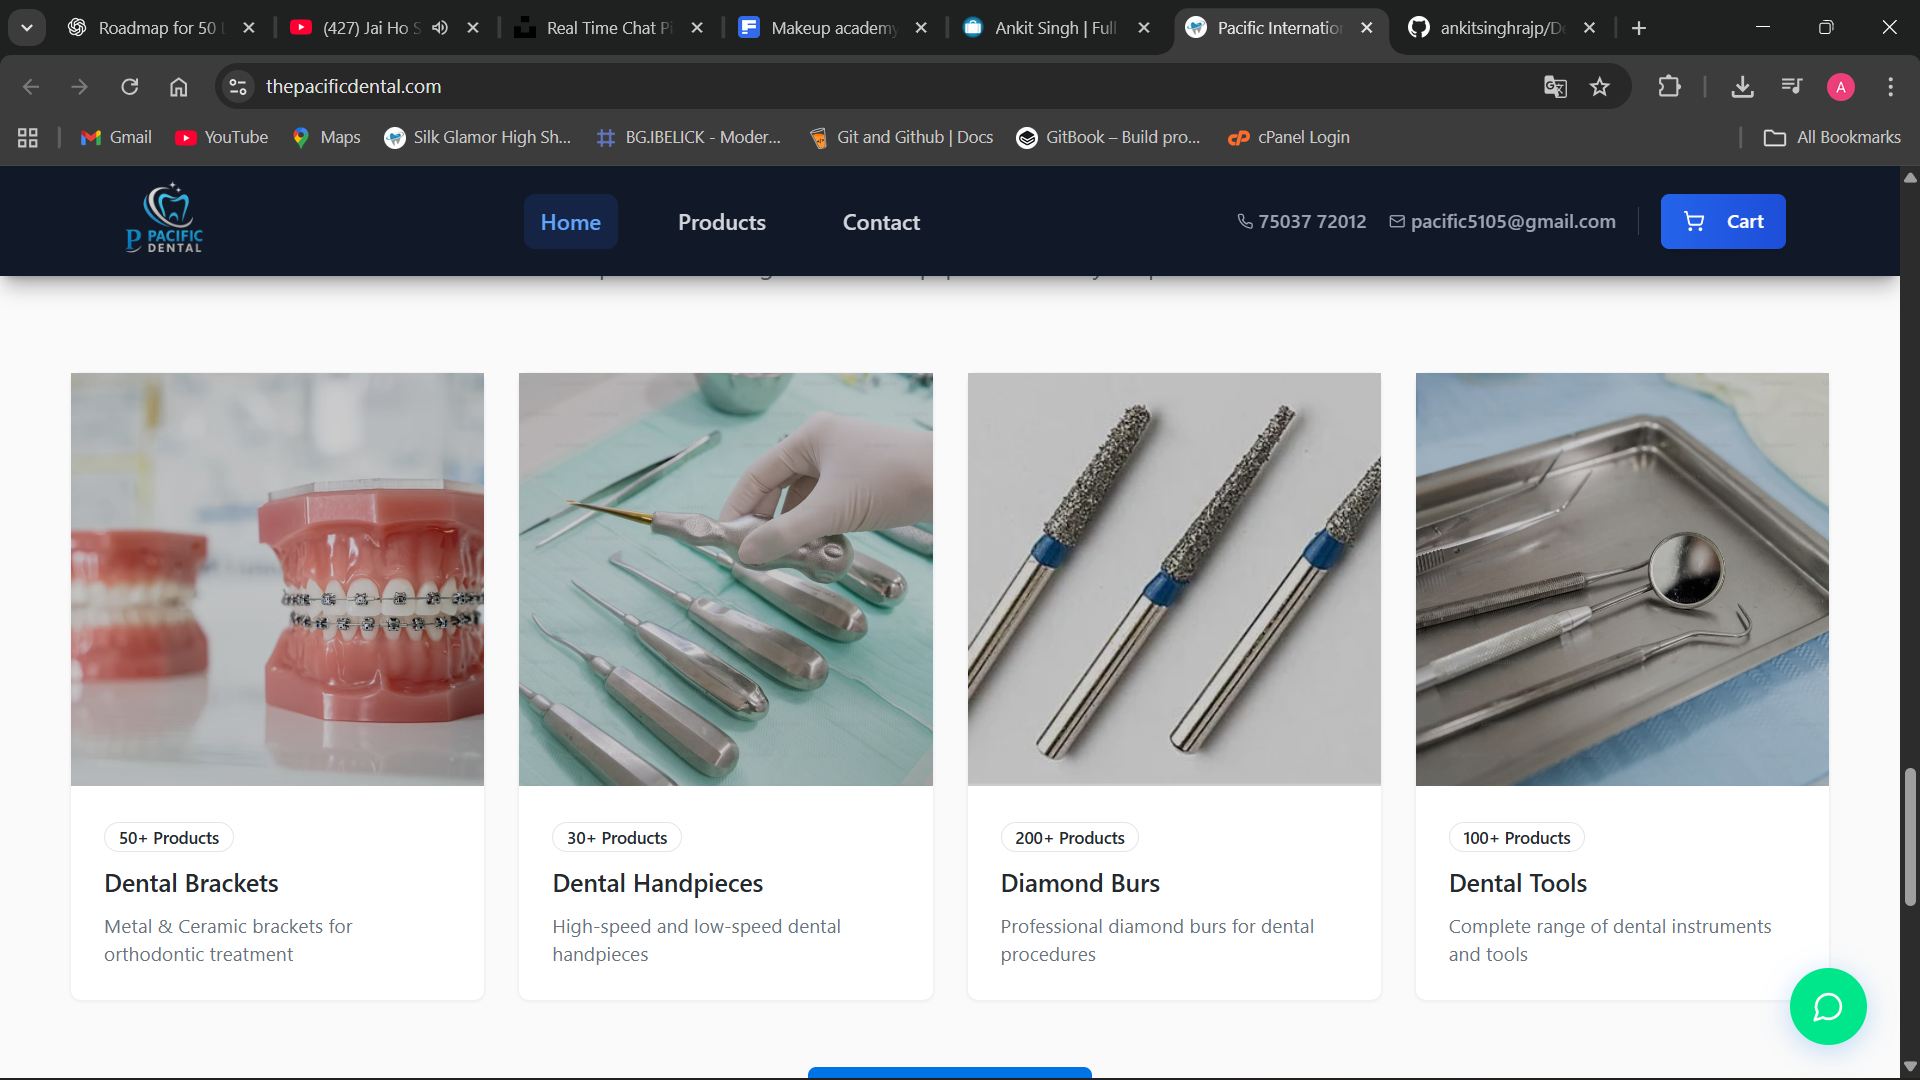 Roadmap for 50
(427) Jai Ho S
Real Time Chat Pi
Makeup academy
Ankit Singh | Full
Pacific Internatio
ankitsinghrajp/De
thepacificdental.com
A
Gmail
YouTube
Maps
Silk Glamor High Sh...
BG.IBELICK - Moder...
Git and Github | Docs
GitBook – Build pro...
cPanel Login
All Bookmarks
P PACIFIC
DENTAL
Home
Products
Contact
75037 72012
pacific5105@gmail.com
Cart
50+ Products
Dental Brackets
Metal & Ceramic brackets for
orthodontic treatment
30+ Products
Dental Handpieces
High-speed and low-speed dental
handpieces
200+ Products
Diamond Burs
Professional diamond burs for dental
procedures
100+ Products
Dental Tools
Complete range of dental instruments
and tools